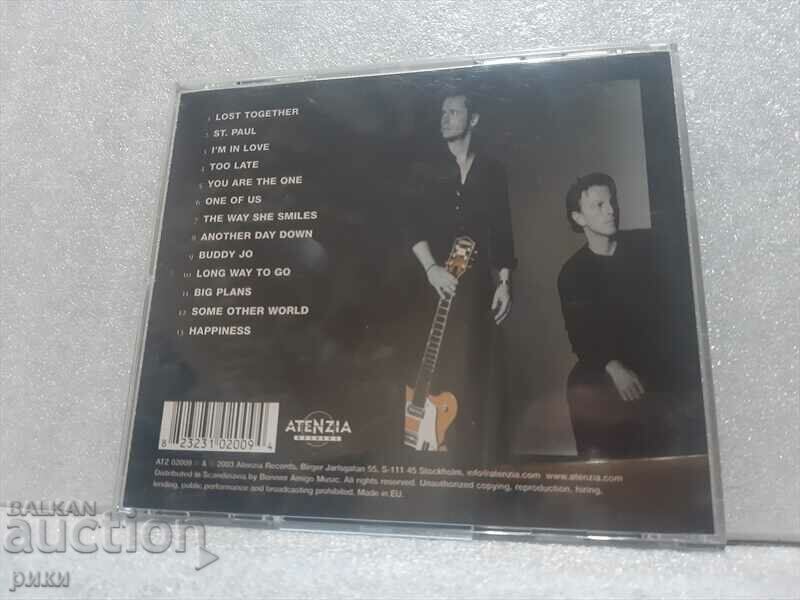 1 LOST TOGETHER
2 ST. PAUL
3 I'M IN LOVE
4 TOO LATE
5 YOU ARE THE ONE
6 ONE OF US
7 THE WAY SHE SMILES
8 ANOTHER DAY DOWN
9 BUDDY JO
10 LONG WAY TO GO
11 BIG PLANS
12 SOME OTHER WORLD
13 HAPPINESS
8 23231 02009 4
ATENZIA
RECORDS
ATZ 02009 ℗ & © 2003 Atenzia Records, Birger Jarlsgatan 55, S-111 45 Stockholm, info@atenzia.com www.atenzia.com
Distributed in Scandinavia by Bonnier Amigo Music. All rights reserved. Unauthorized copying, reproduction, hiring,
lending, public performance and broadcasting prohibited. Made in EU.
БALKAN
auction
рики